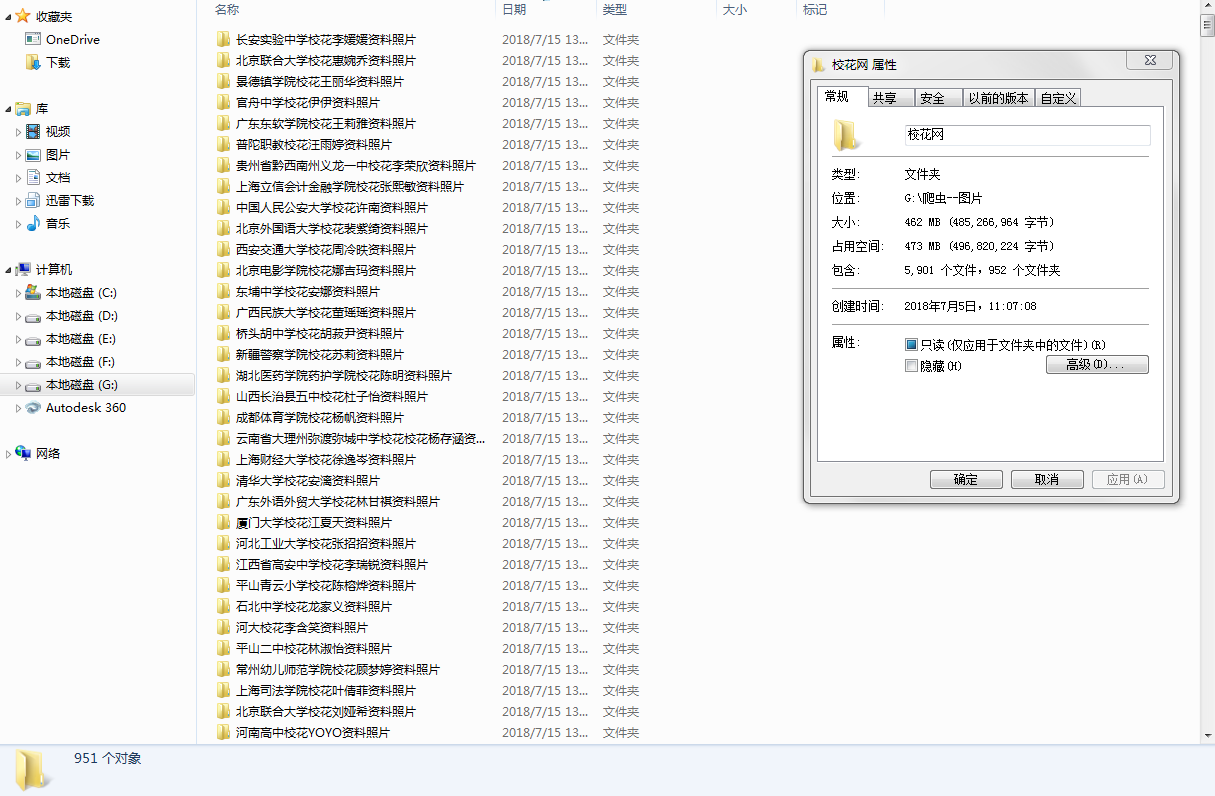 收藏夹
OneDrive
下载
库
视频
图片
文档
迅雷下载
音乐
计算机
本地磁盘 (C:)
本地磁盘 (D:)
本地磁盘 (E:)
本地磁盘 (F:)
本地磁盘 (G:)
Autodesk 360
网络
名称 日期 类型 大小 标记
长安实验中学校花李媛媛资料照片 2018/7/15 13... 文件夹
北京联合大学校花惠婉乔资料照片 2018/7/15 13... 文件夹
景德镇学院校花王丽华资料照片 2018/7/15 13... 文件夹
官舟中学校花伊伊资料照片 2018/7/15 13... 文件夹
广东东软学院校花王莉雅资料照片 2018/7/15 13... 文件夹
普陀职教校花汪雨婷资料照片 2018/7/15 13... 文件夹
贵州省黔西南州义龙一中校花李荣欣资料照片 2018/7/15 13... 文件夹
上海立信会计金融学院校花张熙敏资料照片 2018/7/15 13... 文件夹
中国人民公安大学校花许南资料照片 2018/7/15 13... 文件夹
北京外国语大学校花裴紫绮资料照片 2018/7/15 13... 文件夹
西安交通大学校花周冷昳资料照片 2018/7/15 13... 文件夹
北京电影学院校花娜吉玛资料照片 2018/7/15 13... 文件夹
东埔中学校花安娜资料照片 2018/7/15 13... 文件夹
广西民族大学校花苗瑶瑶资料照片 2018/7/15 13... 文件夹
桥头胡中学校花胡菽尹资料照片 2018/7/15 13... 文件夹
新疆警察学院校花苏莉资料照片 2018/7/15 13... 文件夹
湖北医药学院药护学院校花陈明资料照片 2018/7/15 13... 文件夹
山西长治县五中校花杜子怡资料照片 2018/7/15 13... 文件夹
成都体育学院校花杨帆资料照片 2018/7/15 13... 文件夹
云南省大理州弥渡弥城中学校花校花杨存涵资... 2018/7/15 13... 文件夹
上海财经大学校花徐逸岑资料照片 2018/7/15 13... 文件夹
清华大学校花安漓资料照片 2018/7/15 13... 文件夹
广东外语外贸大学校花林甘祺资料照片 2018/7/15 13... 文件夹
厦门大学校花江夏天资料照片 2018/7/15 13... 文件夹
河北工业大学校花张招招资料照片 2018/7/15 13... 文件夹
江西省高安中学校花李瑞锐资料照片 2018/7/15 13... 文件夹
平山青云小学校花陈榕烨资料照片 2018/7/15 13... 文件夹
石北中学校花龙家义资料照片 2018/7/15 13... 文件夹
河大校花李含笑资料照片 2018/7/15 13... 文件夹
平山二中校花林淑怡资料照片 2018/7/15 13... 文件夹
常州幼儿师范学院校花顾梦婷资料照片 2018/7/15 13... 文件夹
上海司法学院校花叶倩菲资料照片 2018/7/15 13... 文件夹
北京联合大学校花刘娅希资料照片 2018/7/15 13... 文件夹
河南高中校花YOYO资料照片 2018/7/15 13... 文件夹
校花网 属性
常规 共享 安全 以前的版本 自定义
校花网
类型: 文件夹
位置: G:\爬虫--图片
大小: 462 MB (485,266,964 字节)
占用空间: 473 MB (496,820,224 字节)
包含: 5,901 个文件，952 个文件夹
创建时间: 2018年7月5日，11:07:08
属性: 只读(仅应用于文件夹中的文件)(R)
隐藏(H)
高级(D)...
确定 取消 应用(A)
951 个对象